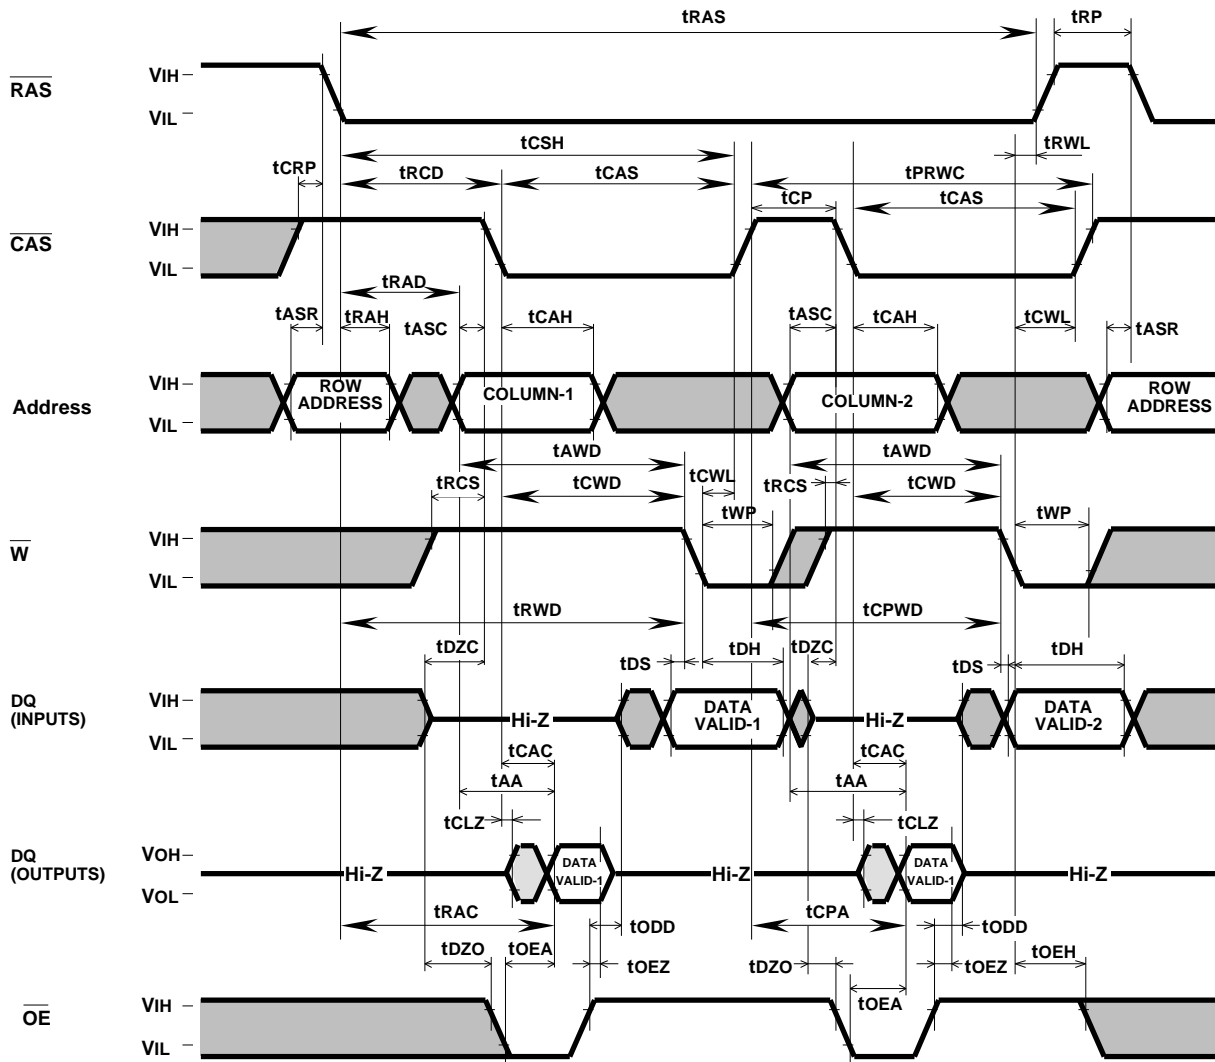 tRAS tRP
RAS VIH
VIL
tCSH tRWL
tCRP tRCD tCAS tPRWC
tCP tCAS
CAS VIH
VIL
tRAD
tASR tRAH tASC tCAH tASC tCAH tCWL tASR
Address VIH
VIL
ROW ADDRESS COLUMN-1 COLUMN-2 ROW ADDRESS
tAWD tAWD
tRCS tCWD tCWL tRCS tCWD
tWP tWP
W VIH
VIL
tRWD tCPWD
tDZC tDS tDH tDZC tDS tDH
DQ (INPUTS) VIH
VIL
Hi-Z DATA VALID-1 Hi-Z DATA VALID-2
tCAC tCAC
tAA tAA
tCLZ tCLZ
DQ (OUTPUTS) VOH
VOL
Hi-Z DATA VALID-1 Hi-Z DATA VALID-1 Hi-Z
tRAC tODD tCPA tODD
tDZO tOEA tOEZ tDZO tOEA tOEZ tOEH
OE VIH
VIL